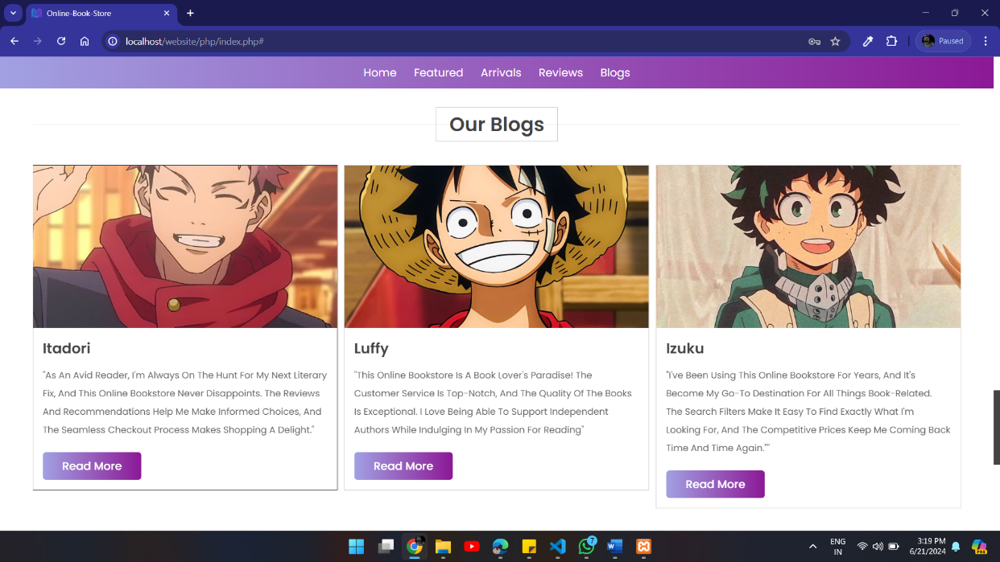 Online-Book-Store
localhost/website/php/index.php#
Paused
Home Featured Arrivals Reviews Blogs
Our Blogs
Itadori
"As An Avid Reader, I'm Always On The Hunt For My Next Literary
Fix, And This Online Bookstore Never Disappoints. The Reviews
And Recommendations Help Me Make Informed Choices, And
The Seamless Checkout Process Makes Shopping A Delight."
Read More
Luffy
"This Online Bookstore Is A Book Lover's Paradise! The
Customer Service Is Top-Notch, And The Quality Of The Books
Is Exceptional. I Love Being Able To Support Independent
Authors While Indulging In My Passion For Reading"
Read More
Izuku
"I've Been Using This Online Bookstore For Years, And It's
Become My Go-To Destination For All Things Book-Related.
The Search Filters Make It Easy To Find Exactly What I'm
Looking For, And The Competitive Prices Keep Me Coming Back
Time And Time Again.""
Read More
7
ENG
IN
3:19 PM
6/21/2024